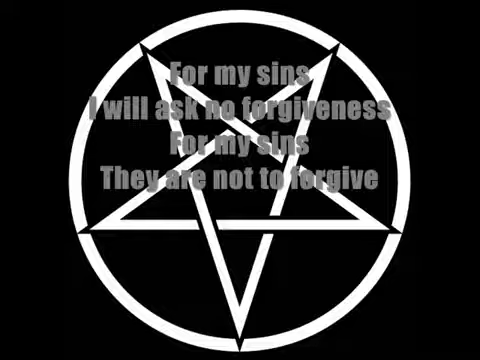 For my sins
I will ask no forgiveness
For my sins
They are not to forgive